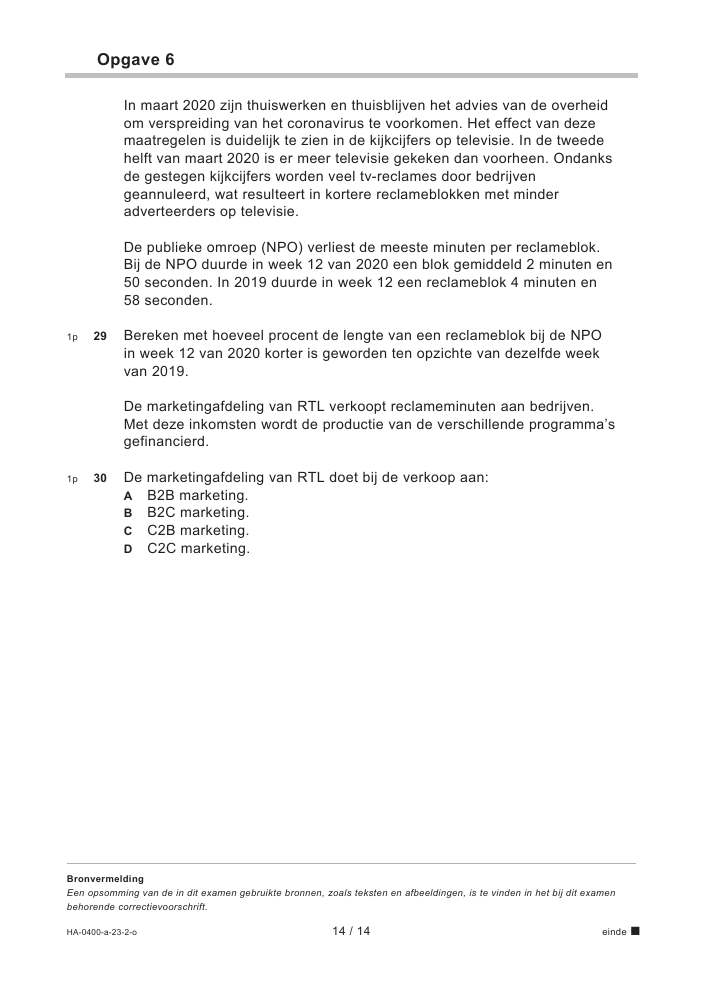 Opgave 6
In maart 2020 zijn thuiswerken en thuisblijven het advies van de overheid
om verspreiding van het coronavirus te voorkomen. Het effect van deze
maatregelen is duidelijk te zien in de kijkcijfers op televisie. In de tweede
helft van maart 2020 is er meer televisie gekeken dan voorheen. Ondanks
de gestegen kijkcijfers worden veel tv-reclames door bedrijven
geannuleerd, wat resulteert in kortere reclameblokken met minder
adverteerders op televisie.
De publieke omroep (NPO) verliest de meeste minuten per reclameblok.
Bij de NPO duurde in week 12 van 2020 een blok gemiddeld 2 minuten en
50 seconden. In 2019 duurde in week 12 een reclameblok 4 minuten en
58 seconden.
1p 29 Bereken met hoeveel procent de lengte van een reclameblok bij de NPO
in week 12 van 2020 korter is geworden ten opzichte van dezelfde week
van 2019.
De marketingafdeling van RTL verkoopt reclameminuten aan bedrijven.
Met deze inkomsten wordt de productie van de verschillende programma's
gefinancierd.
1p 30 De marketingafdeling van RTL doet bij de verkoop aan:
A B2B marketing.
B B2C marketing.
C C2B marketing.
D C2C marketing.
Bronvermelding
Een opsomming van de in dit examen gebruikte bronnen, zoals teksten en afbeeldingen, is te vinden in het bij dit examen
behorende correctievoorschrift.
HA-0400-a-23-2-o 14 / 14 einde ■